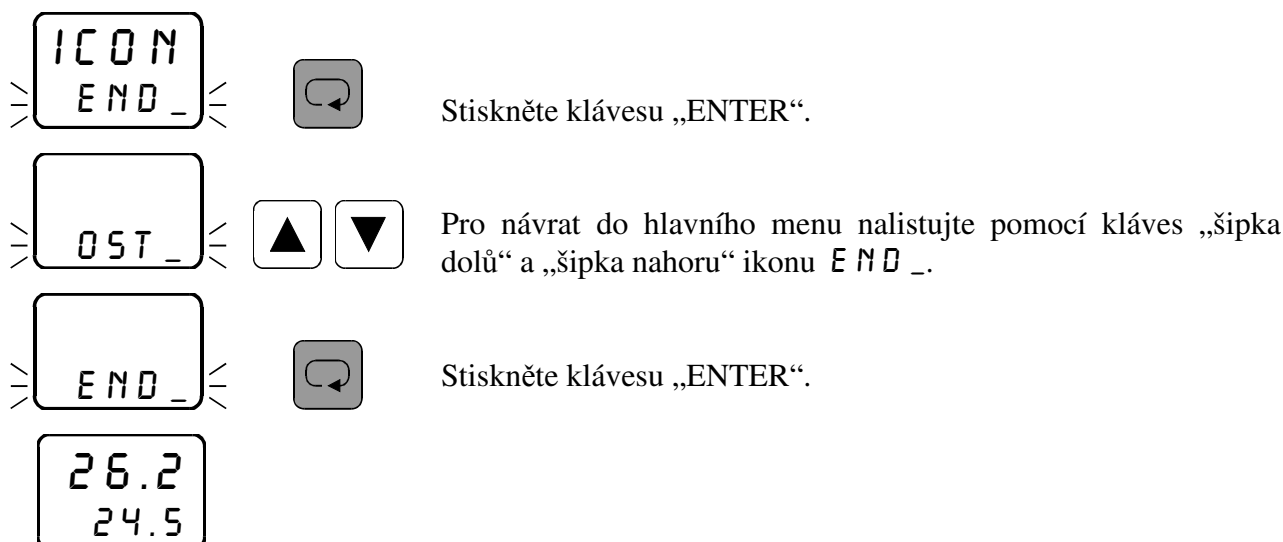 ICON
END_
Stiskněte klávesu „ENTER“.
OST_
Pro návrat do hlavního menu nalistujte pomocí kláves „šipka
dolů“ a „šipka nahoru“ ikonu END_.
END_
Stiskněte klávesu „ENTER“.
26.2
24.5